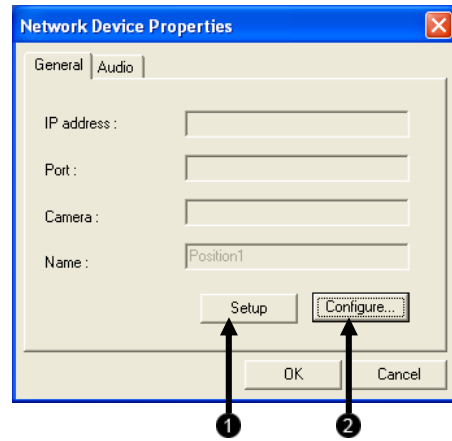 Network Device Properties
General Audio
IP address :
Port :
Camera :
Name : Position1
Setup Configure...
OK Cancel
1 2